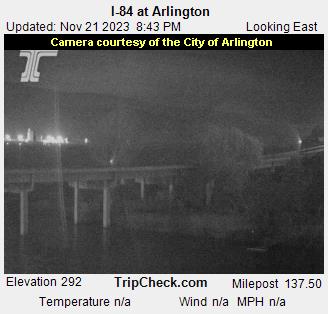 I-84 at Arlington
Updated: Nov 21 2023 8:43 PM Looking East
Camera courtesy of the City of Arlington
Elevation 292 TripCheck.com Milepost 137.50
Temperature n/a Wind n/a MPH n/a